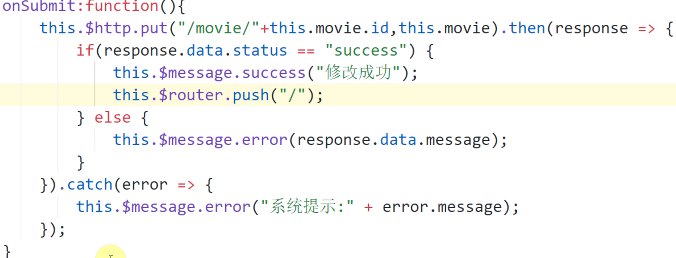 onSubmit:function(){
    this.$http.put("/movie/"+this.movie.id,this.movie).then(response => {
        if(response.data.status == "success") {
            this.$message.success("修改成功");
            this.$router.push("/");
        } else {
            this.$message.error(response.data.message);
        }
    }).catch(error => {
        this.$message.error("系统提示:" + error.message);
    });
}